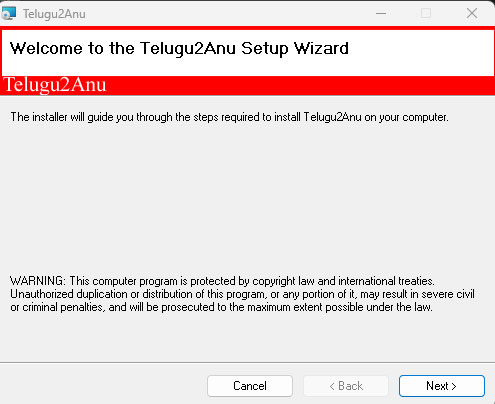 Telugu2Anu
Welcome to the Telugu2Anu Setup Wizard
Telugu2Anu
The installer will guide you through the steps required to install Telugu2Anu on your computer.
WARNING: This computer program is protected by copyright law and international treaties.
Unauthorized duplication or distribution of this program, or any portion of it, may result in severe civil
or criminal penalties, and will be prosecuted to the maximum extent possible under the law.
Cancel
< Back
Next >